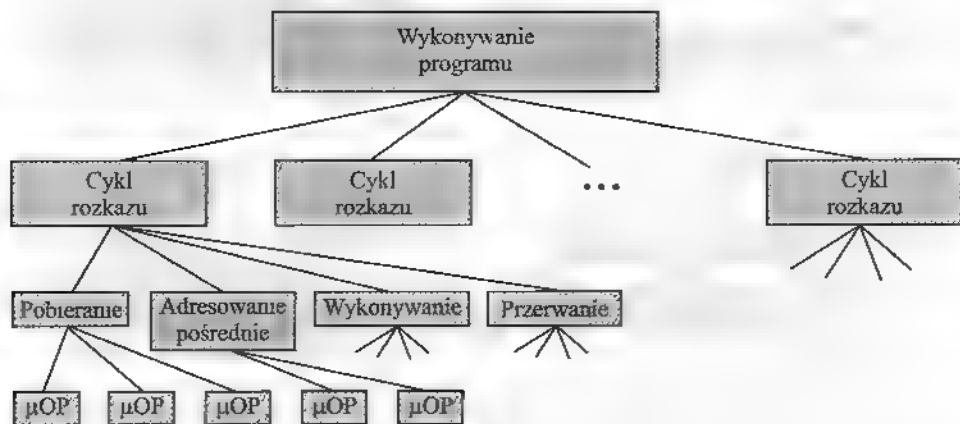 Wykonywanie
programu
Cykl
rozkazu
Cykl
rozkazu
...
Cykl
rozkazu
Pobieranie
Adresowanie
pośrednie
Wykonywanie
Przerwanie
μOP
μOP
μOP
μOP
μOP